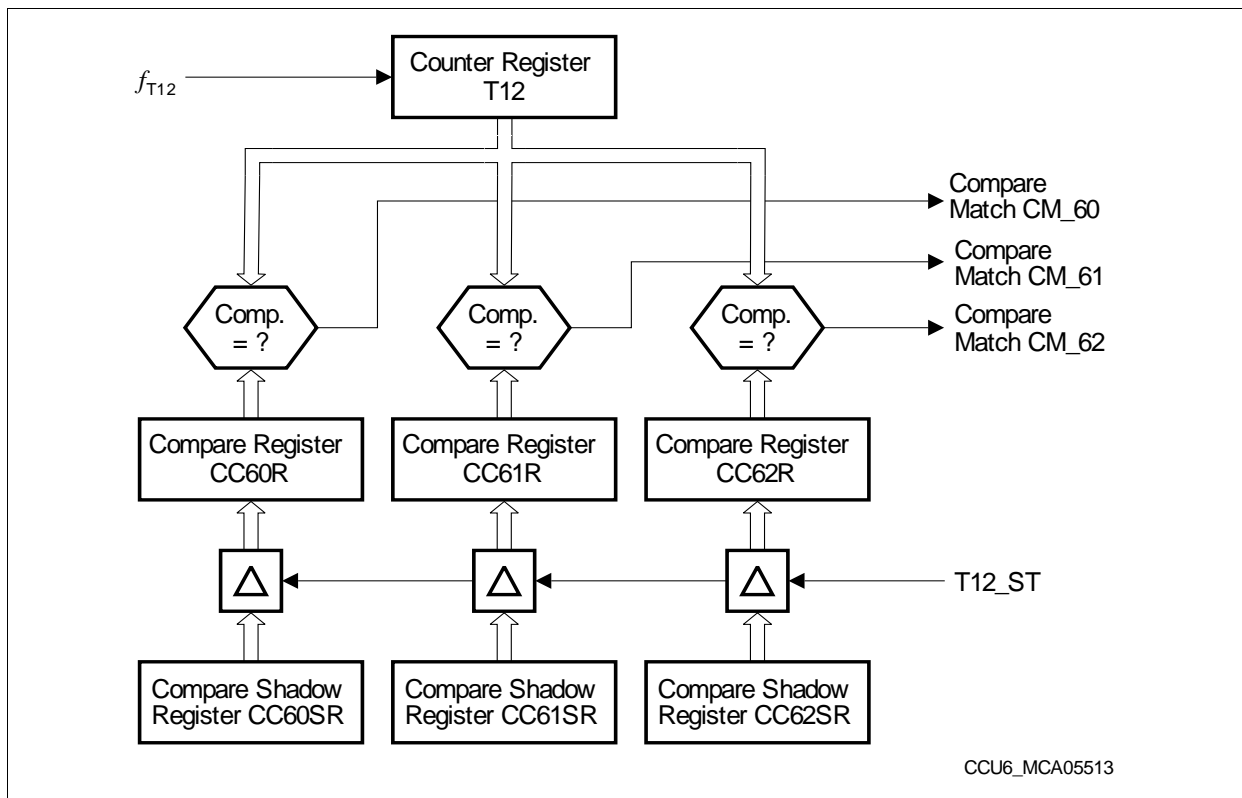 Counter Register
T12
fT12
Compare
Match CM_60
Compare
Match CM_61
Compare
Match CM_62
Comp.
= ?
Comp.
= ?
Comp.
= ?
Compare Register
CC60R
Compare Register
CC61R
Compare Register
CC62R
T12_ST
Compare Shadow
Register CC60SR
Compare Shadow
Register CC61SR
Compare Shadow
Register CC62SR
CCU6_MCA05513